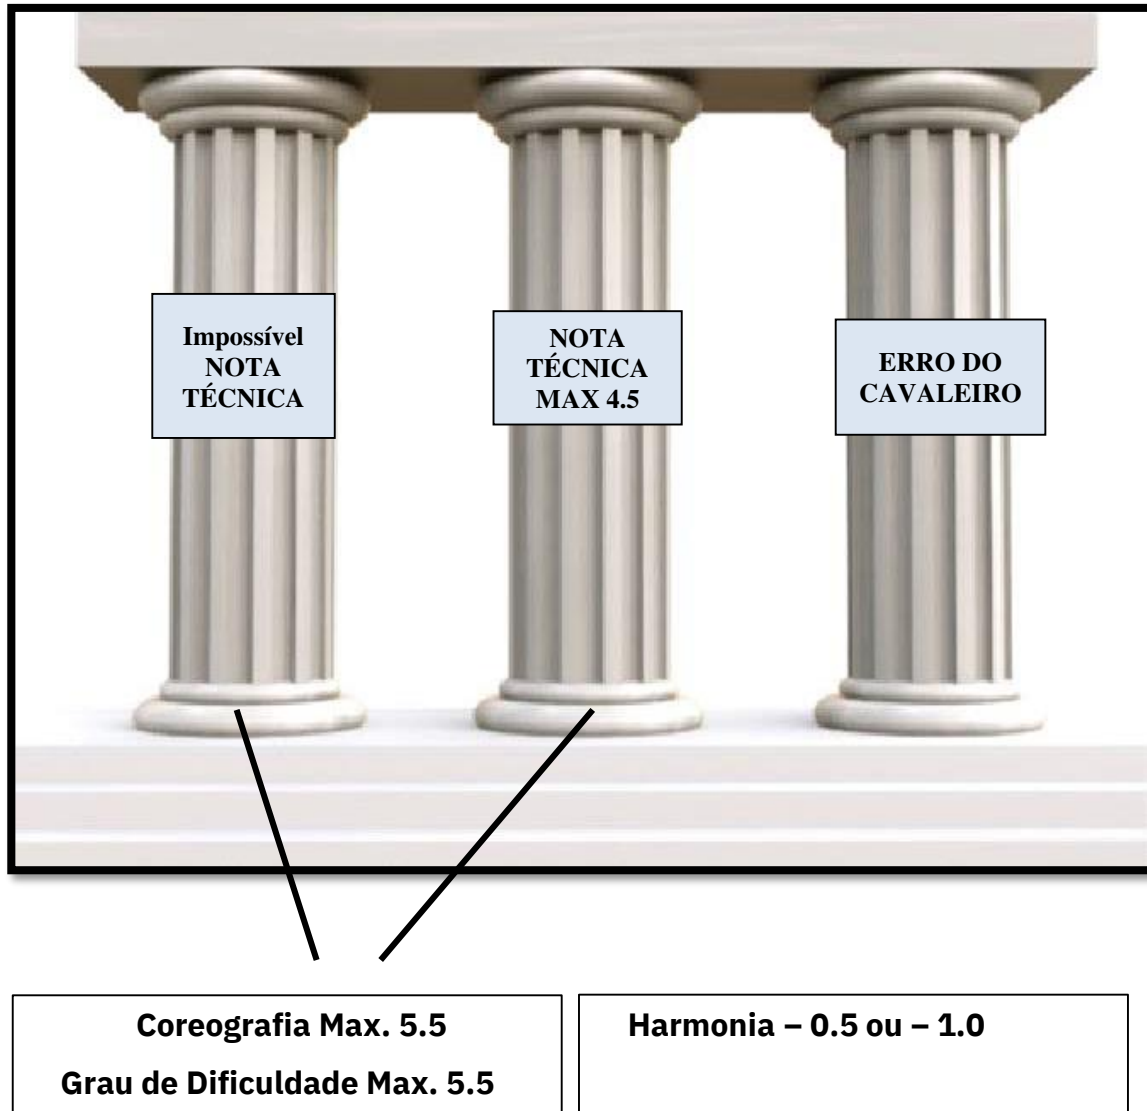 Impossível
NOTA
TÉCNICA
NOTA
TÉCNICA
MAX 4.5
ERRO DO
CAVALEIRO
Coreografia Max. 5.5
Grau de Dificuldade Max. 5.5
Harmonia – 0.5 ou – 1.0